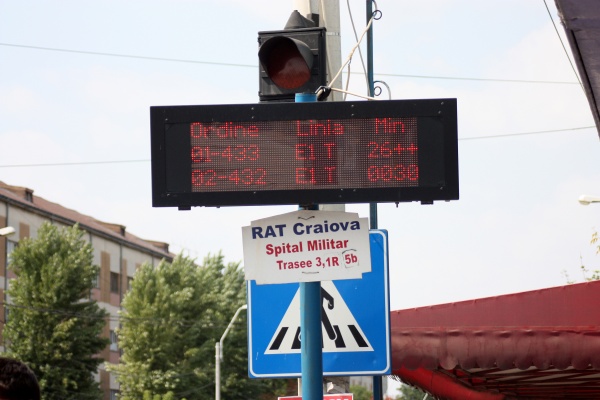 Ordine Linia Min
01-433 E1 T 26++
02-432 E1 T 0030
RAT Craiova
Spital Militar
Trasee 3,1R 5b